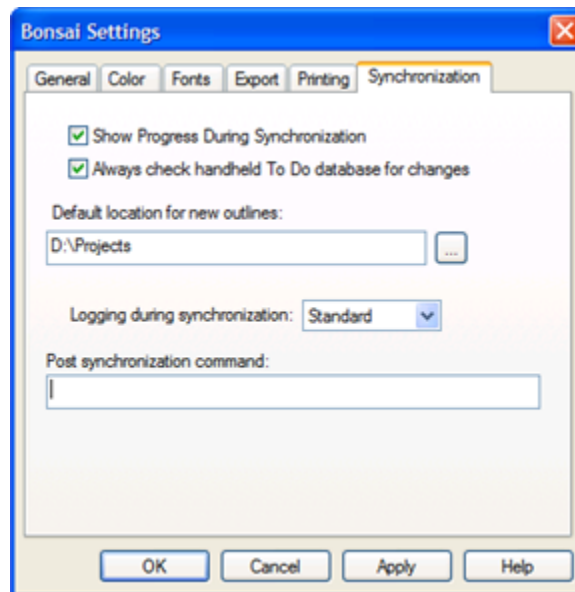 Bonsai Settings
General Color Fonts Export Printing Synchronization
Show Progress During Synchronization
Always check handheld To Do database for changes
Default location for new outlines:
D:\Projects
...
Logging during synchronization: Standard
Post synchronization command:
OK Cancel Apply Help